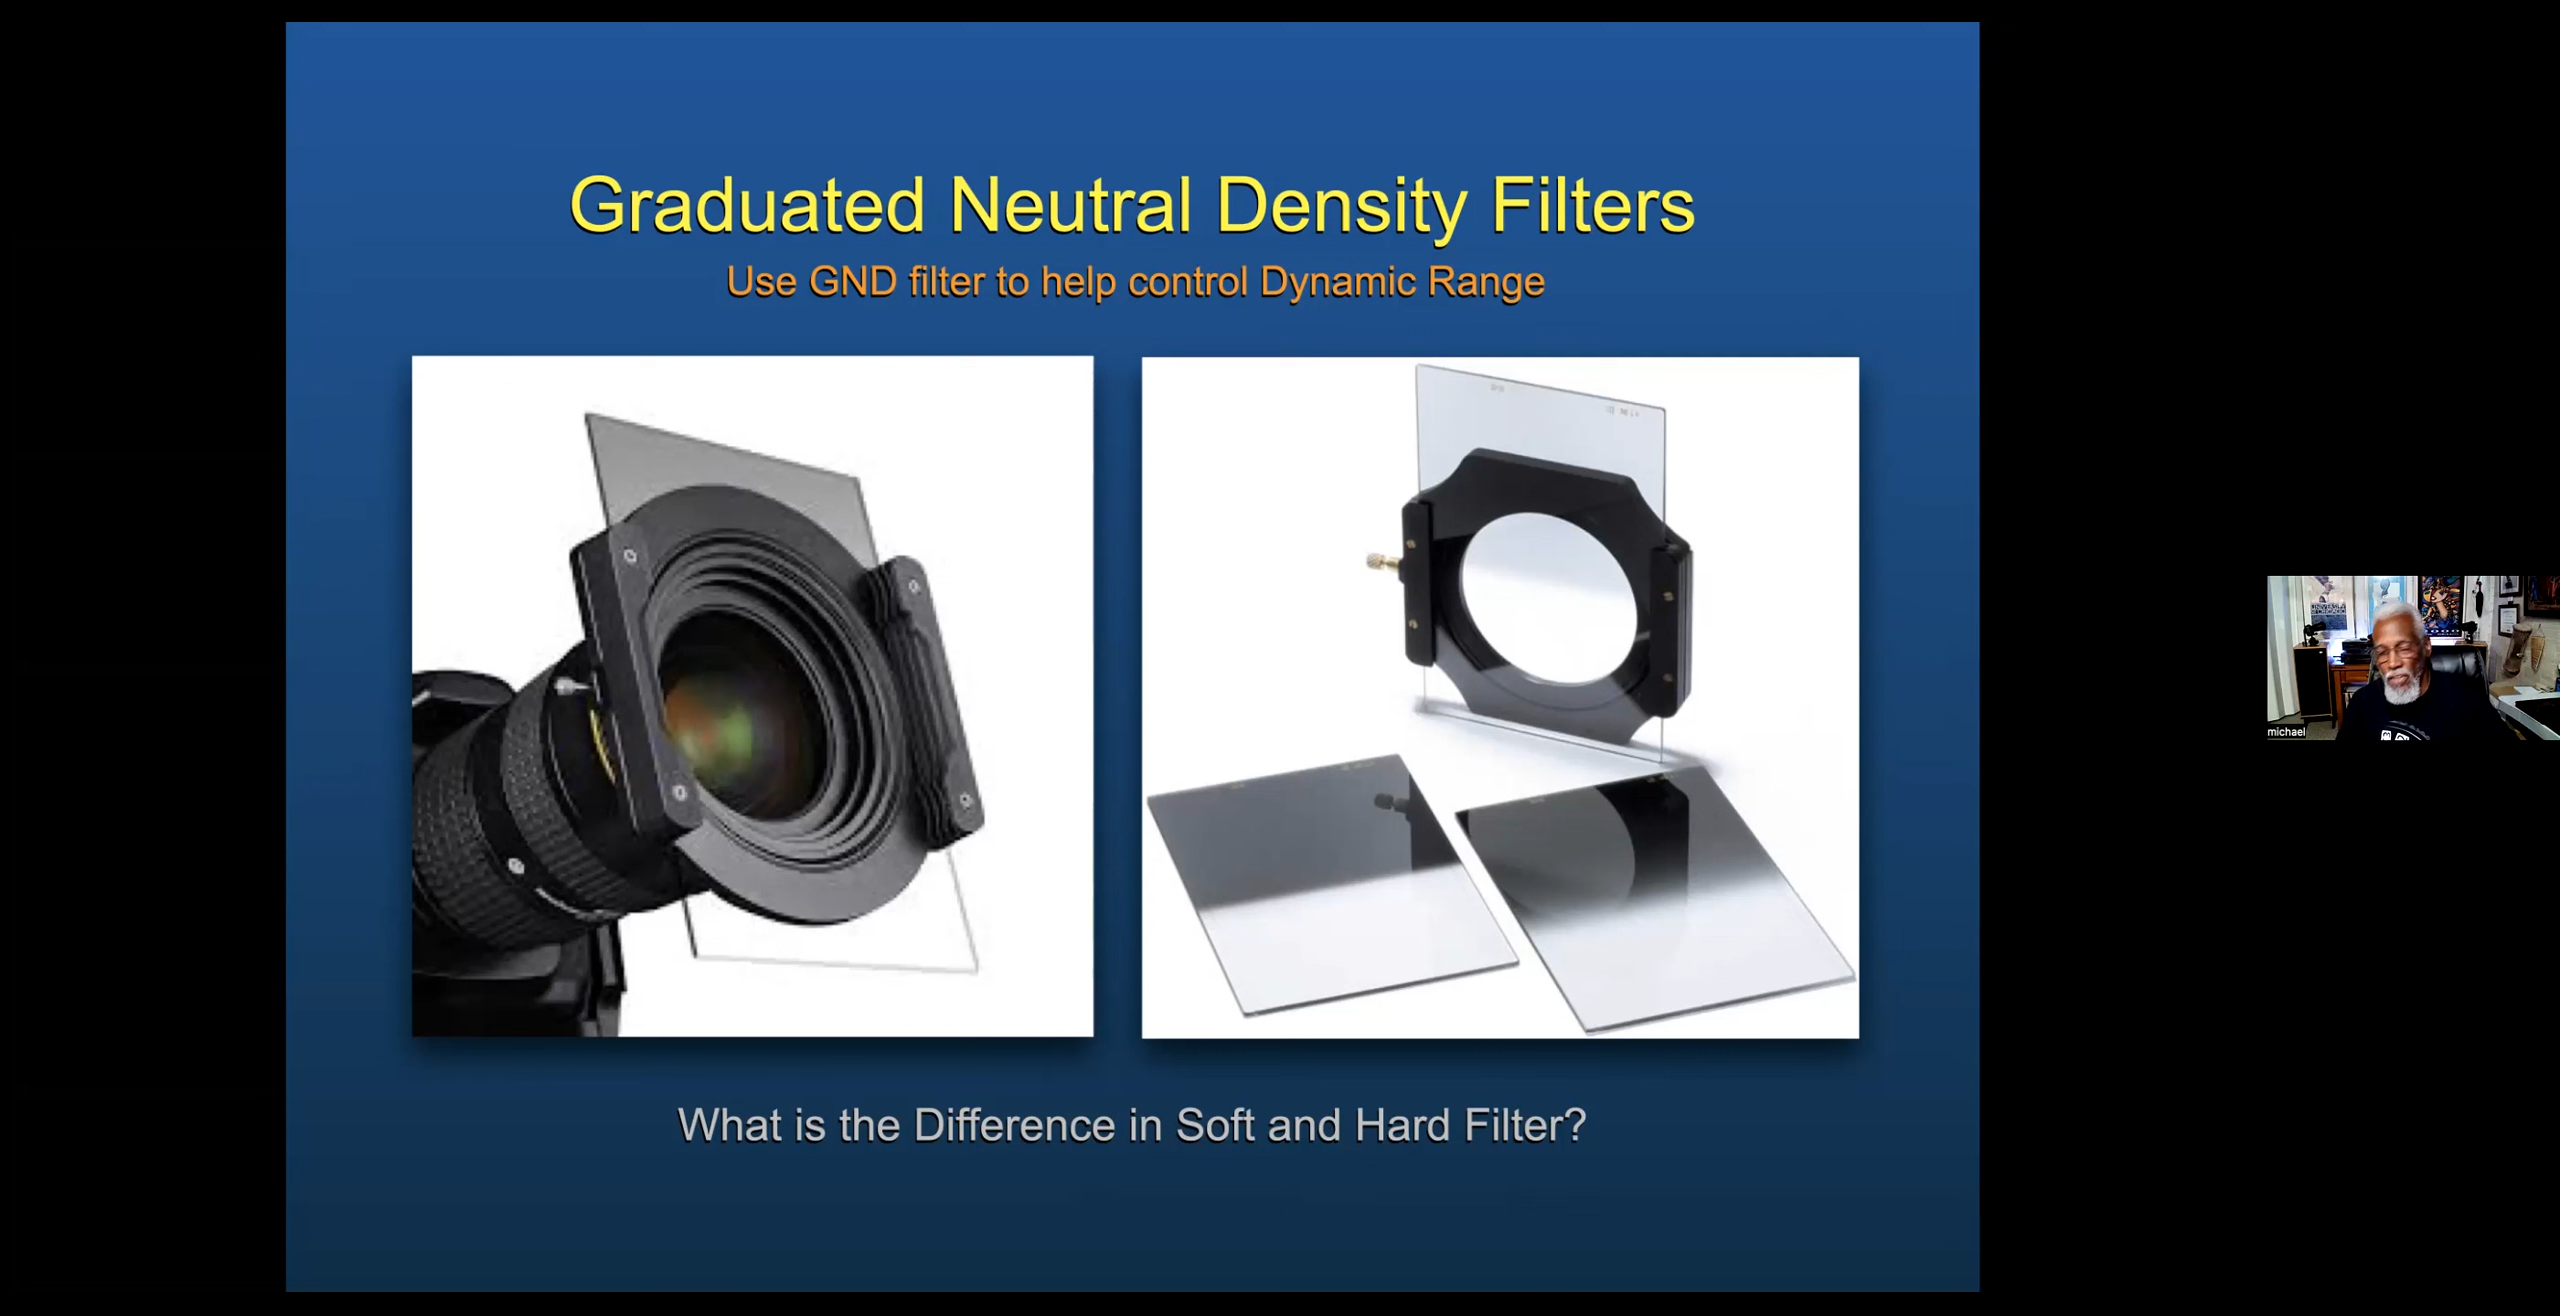 Graduated Neutral Density Filters
Use GND filter to help control Dynamic Range
What is the Difference in Soft and Hard Filter?
michael